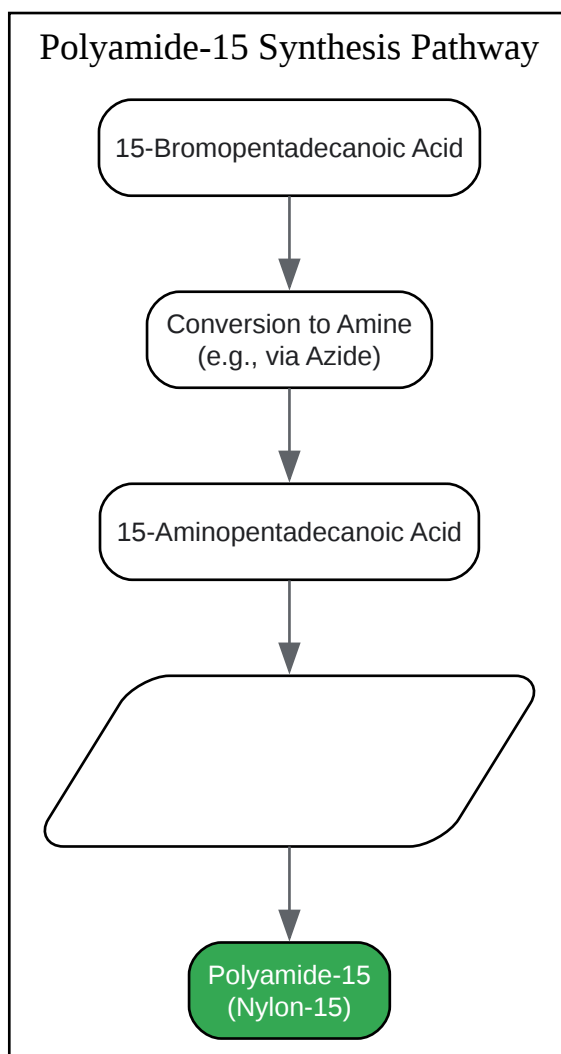 Polyamide-15 Synthesis Pathway
15-Bromopentadecanoic Acid
Conversion to Amine
(e.g., via Azide)
15-Aminopentadecanoic Acid
Polyamide-15
(Nylon-15)